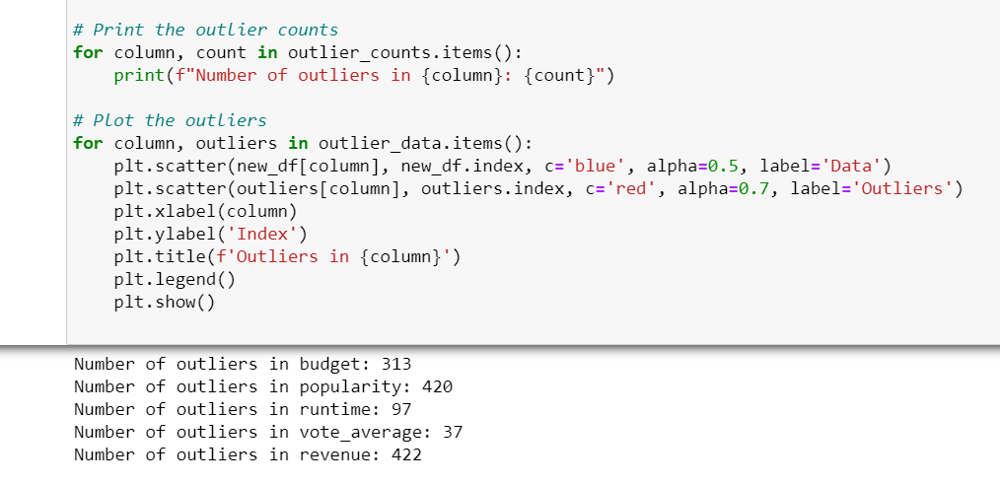 # Print the outlier counts
for column, count in outlier_counts.items():
    print(f"Number of outliers in {column}: {count}")
# Plot the outliers
for column, outliers in outlier_data.items():
    plt.scatter(new_df[column], new_df.index, c='blue', alpha=0.5, label='Data')
    plt.scatter(outliers[column], outliers.index, c='red', alpha=0.7, label='Outliers')
    plt.xlabel(column)
    plt.ylabel('Index')
    plt.title(f'Outliers in {column}')
    plt.legend()
    plt.show()
Number of outliers in budget: 313
Number of outliers in popularity: 420
Number of outliers in runtime: 97
Number of outliers in vote_average: 37
Number of outliers in revenue: 422